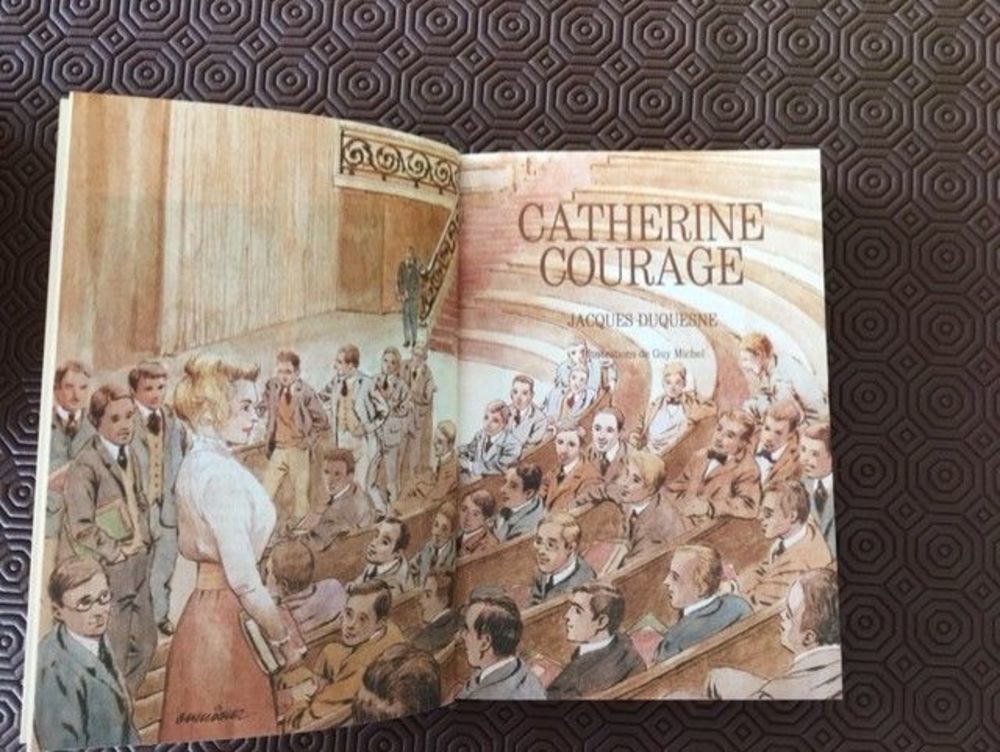 CATHERINE
COURAGE
JACQUES DUQUESNE
Illustrations de Guy Michel